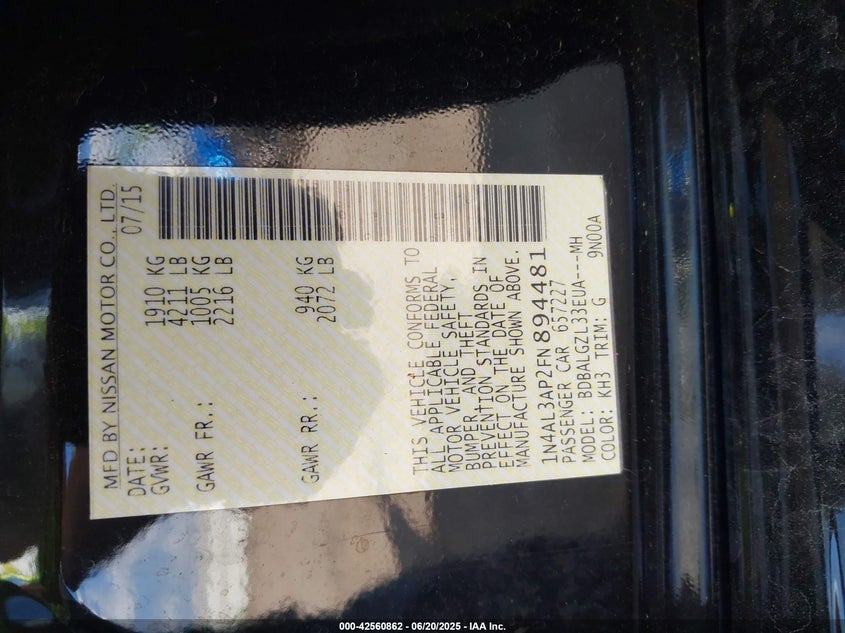 MFD BY NISSAN MOTOR CO., LTD.
DATE: 07/15
GVWR: 1910 KG
4211 LB
GAWR FR.: 1005 KG
2216 LB
GAWR RR.: 940 KG
2072 LB
THIS VEHICLE CONFORMS TO
ALL APPLICABLE FEDERAL
MOTOR VEHICLE SAFETY,
BUMPER, AND THEFT
PREVENTION STANDARDS IN
EFFECT ON THE DATE OF
MANUFACTURE SHOWN ABOVE.
1N4AL3AP2FN894481
PASSENGER CAR 657227
MODEL: BDBALGZL33EUA---MH
COLOR: KH3 TRIM: G 9N00A
000-42560862 - 06/20/2025 - IAA Inc.